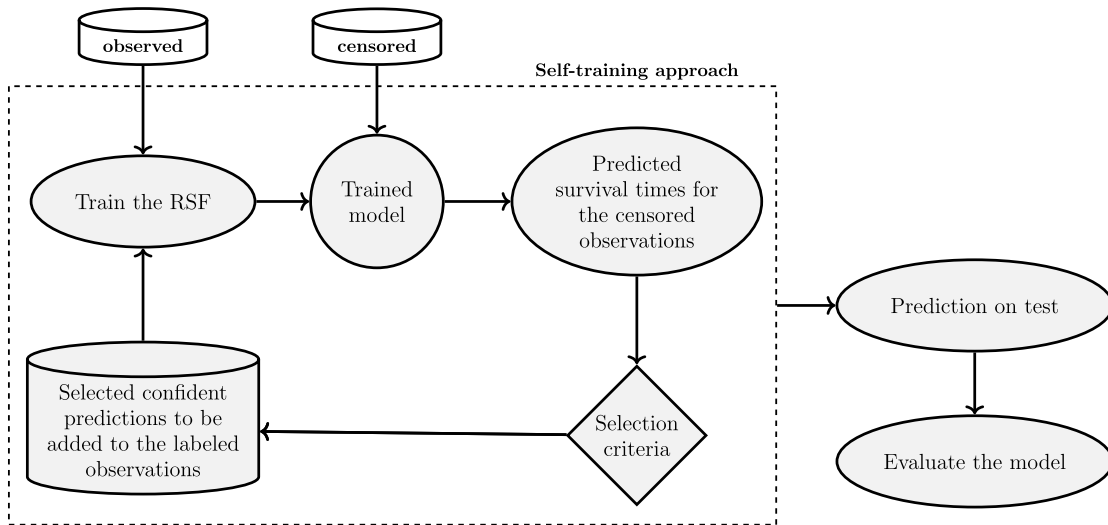 observed
censored
Self-training approach
Train the RSF
Trained
model
Predicted
survival times for
the censored
observations
Prediction on test
Selected confident
predictions to be
added to the labeled
observations
Selection
criteria
Evaluate the model